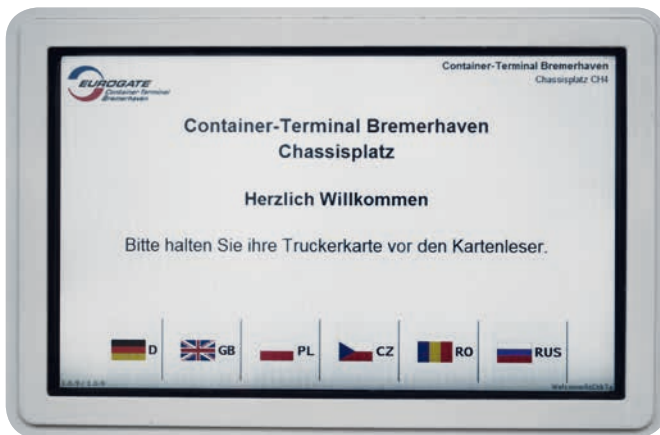 EUROGATE
Container-Terminal
Bremerhaven
Container-Terminal Bremerhaven
Chassisplatz CH4
Container-Terminal Bremerhaven
Chassisplatz
Herzlich Willkommen
Bitte halten Sie ihre Truckerkarte vor den Kartenleser.
D GB PL CZ RO RUS